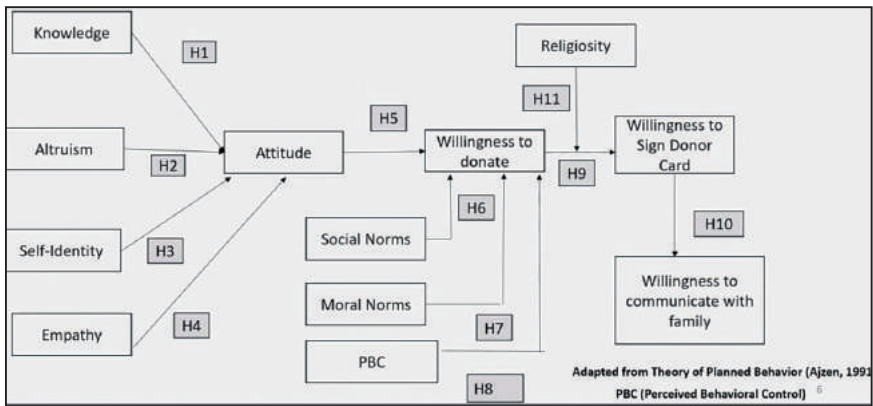 Knowledge
H1
Religiosity
H11
Altruism
H2
Attitude
H5
Willingness to
donate
H9
Willingness to
Sign Donor
Card
H6
Self-Identity
H3
Social Norms
H10
Moral Norms
Willingness to
communicate with
family
Empathy
H4
H7
PBC
H8
Adapted from Theory of Planned Behavior (Ajzen, 1991
PBC (Perceived Behavioral Control) 6